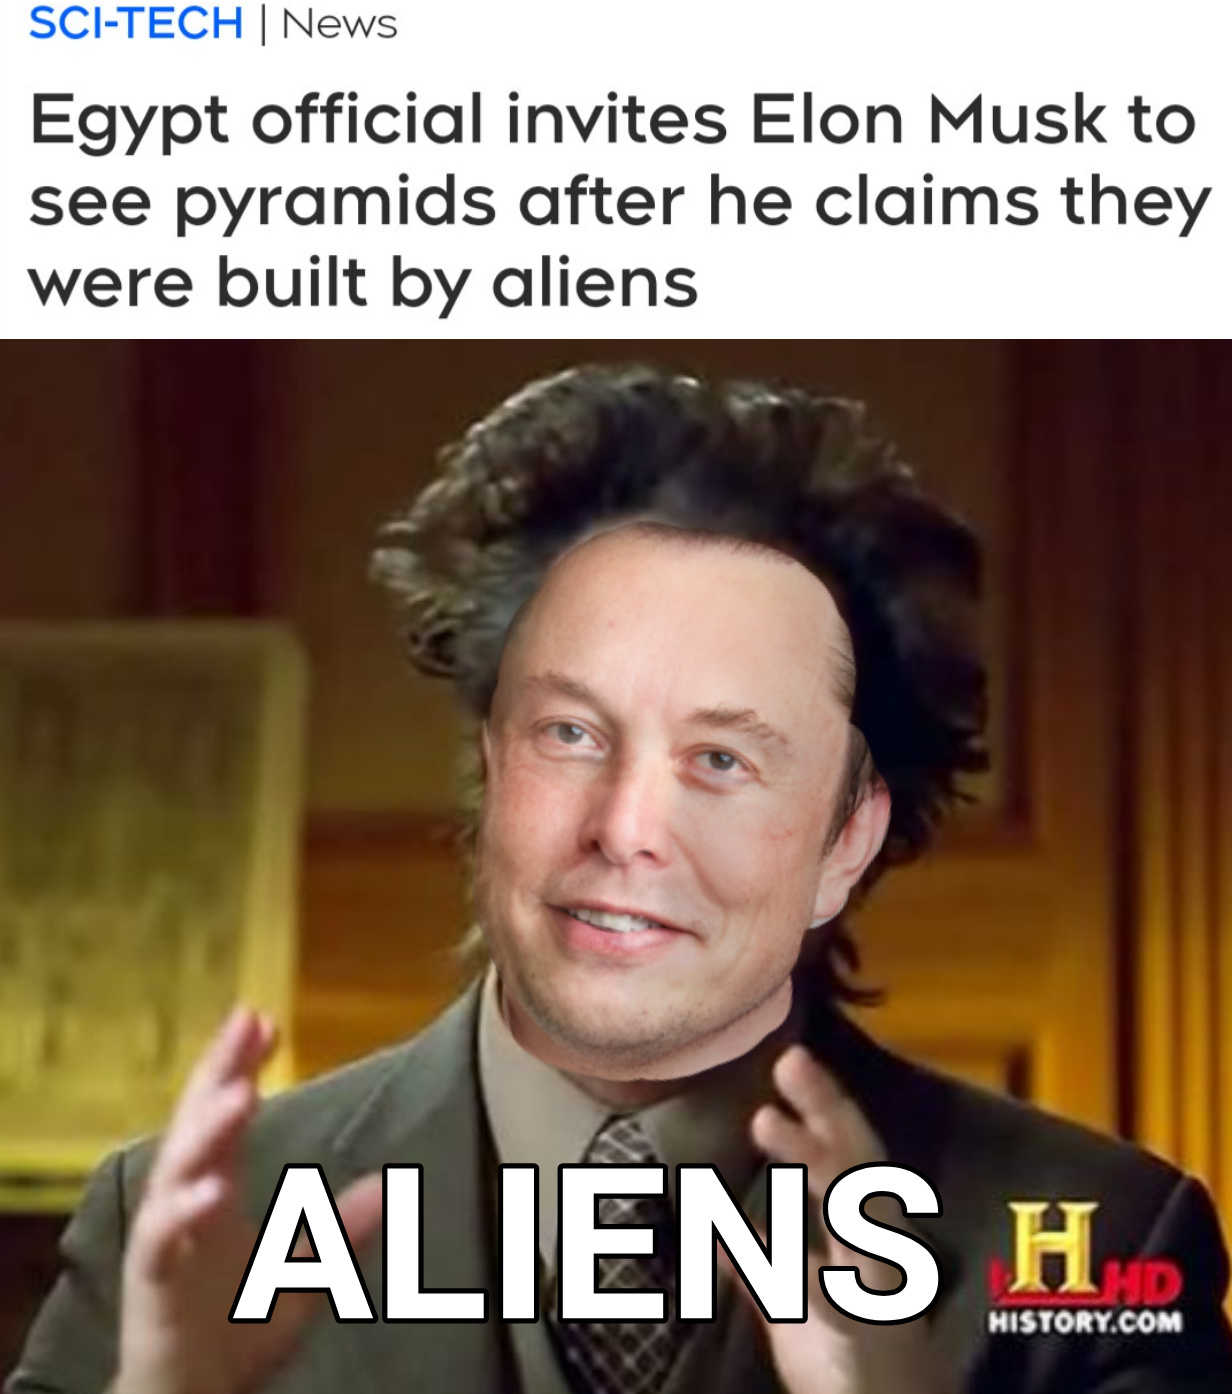 SCI-TECH | News
Egypt official invites Elon Musk to
see pyramids after he claims they
were built by aliens
ALIENS
H HD
HISTORY.COM